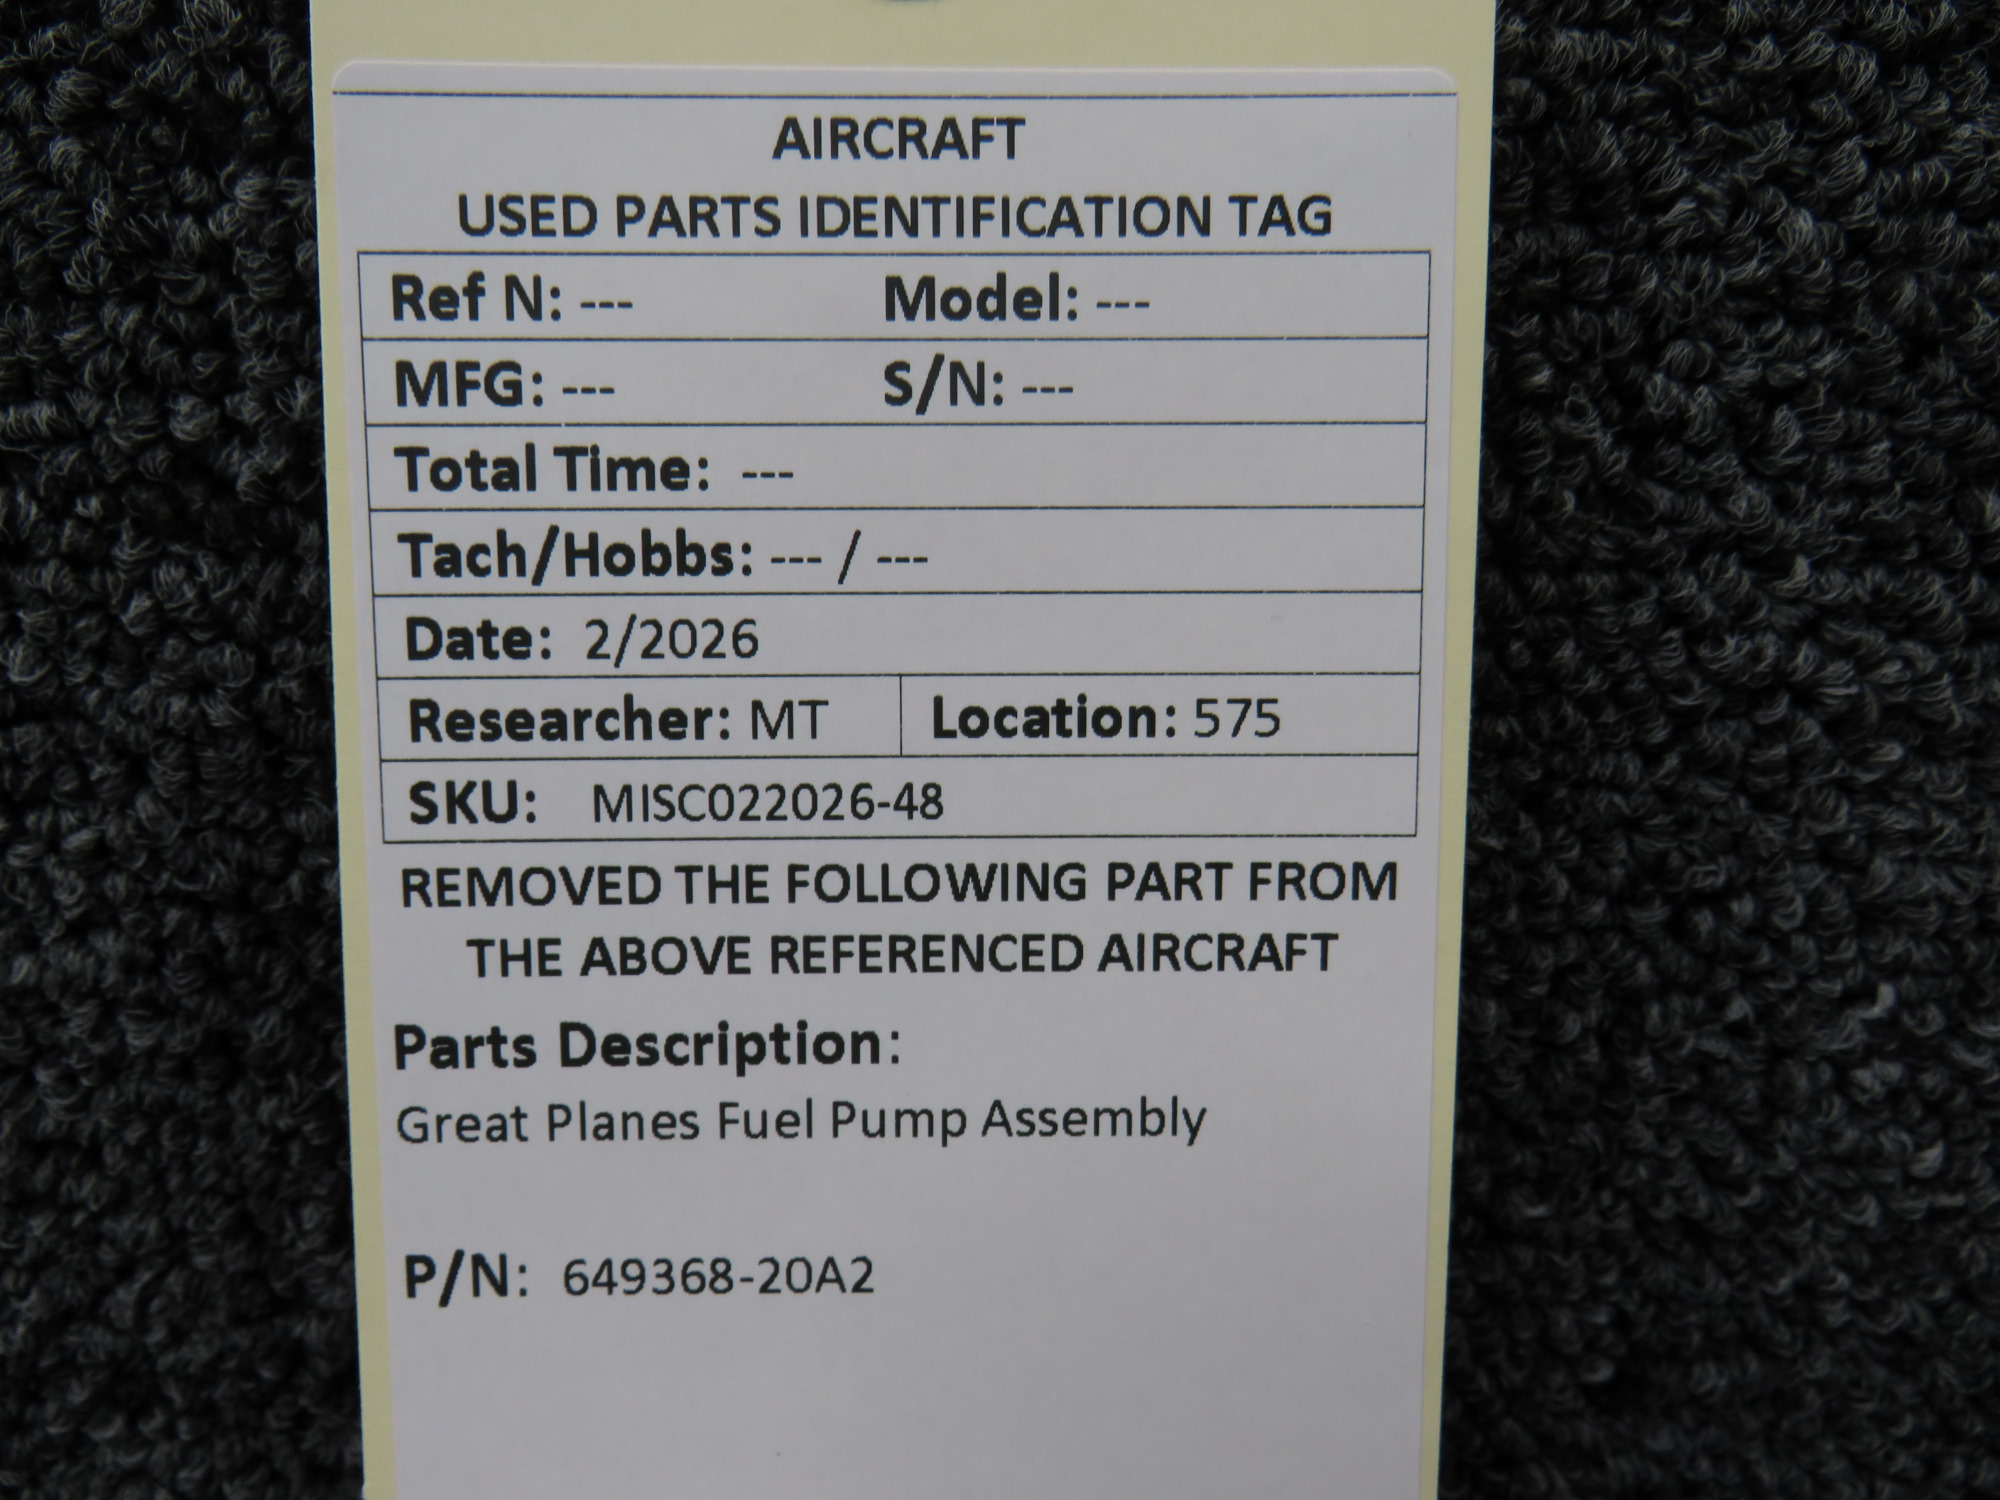 AIRCRAFT
USED PARTS IDENTIFICATION TAG
Ref N: --- Model: ---
MFG: --- S/N: ---
Total Time: ---
Tach/Hobbs: --- / ---
Date: 2/2026
Researcher: MT Location: 575
SKU: MISC022026-48
REMOVED THE FOLLOWING PART FROM
THE ABOVE REFERENCED AIRCRAFT
Parts Description:
Great Planes Fuel Pump Assembly
P/N: 649368-20A2